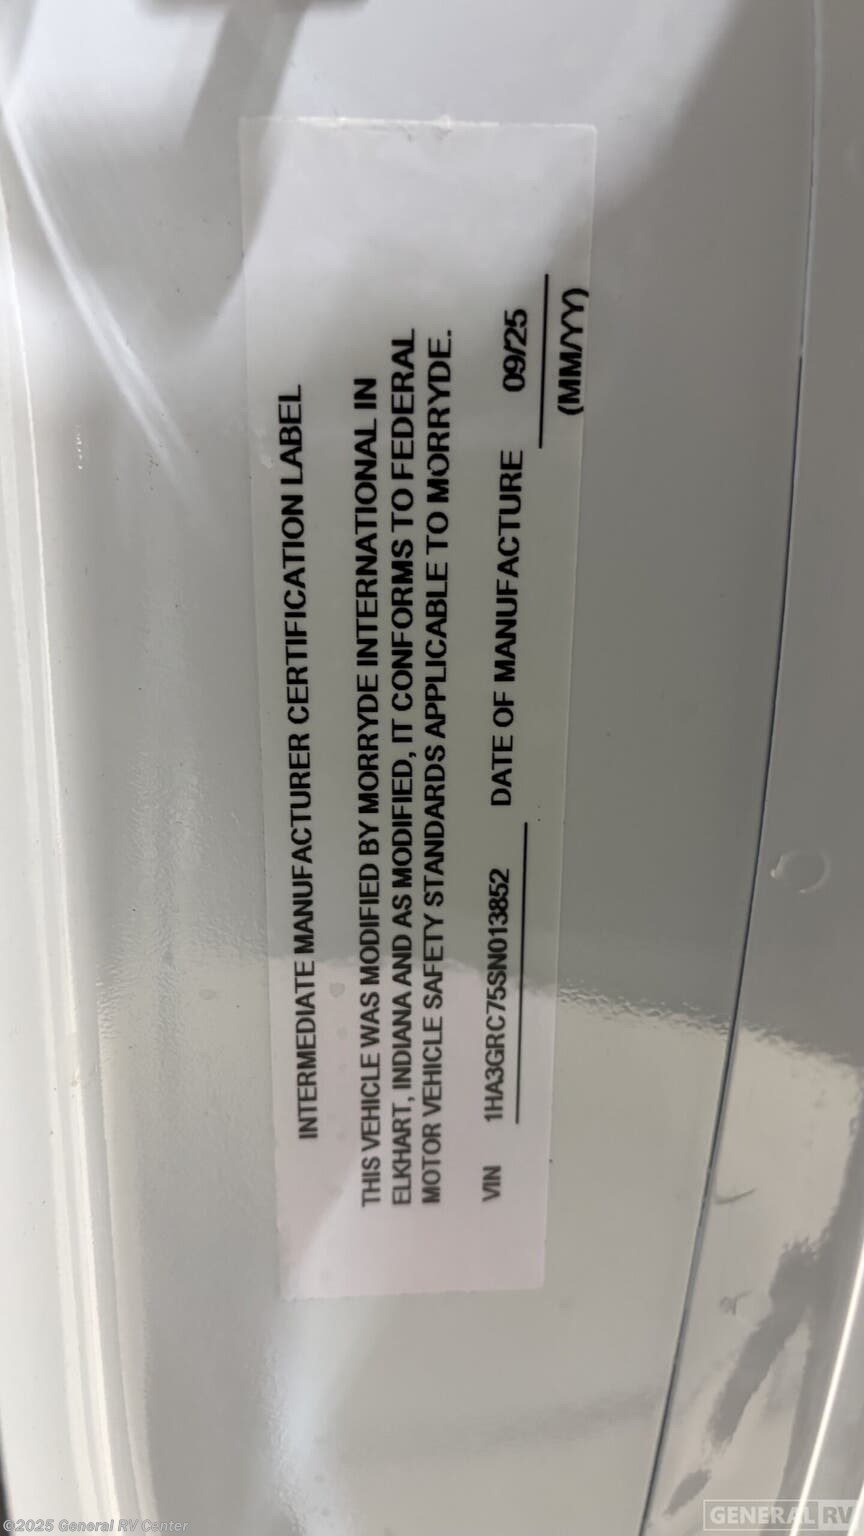 INTERMEDIATE MANUFACTURER CERTIFICATION LABEL
THIS VEHICLE WAS MODIFIED BY MORRYDE INTERNATIONAL IN
ELKHART, INDIANA AND AS MODIFIED, IT CONFORMS TO FEDERAL
MOTOR VEHICLE SAFETY STANDARDS APPLICABLE TO MORRYDE.
VIN 1HA3GRC75SN013852 DATE OF MANUFACTURE 09/25
(MM/YY)
©2025 General RV Center
GENERAL RV